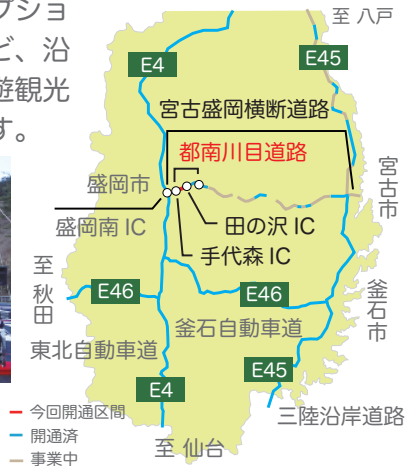 プショ
ビ、沿
遊観光
す。
至 八戸
E4
E45
宮古盛岡横断道路
都南川目道路
盛岡市
宮古市
盛岡南 IC
田の沢 IC
手代森 IC
至 秋田
E46
E46
釜石市
釜石自動車道
東北自動車道
E45
E4
三陸沿岸道路
今回開通区間
開通済
事業中
至 仙台